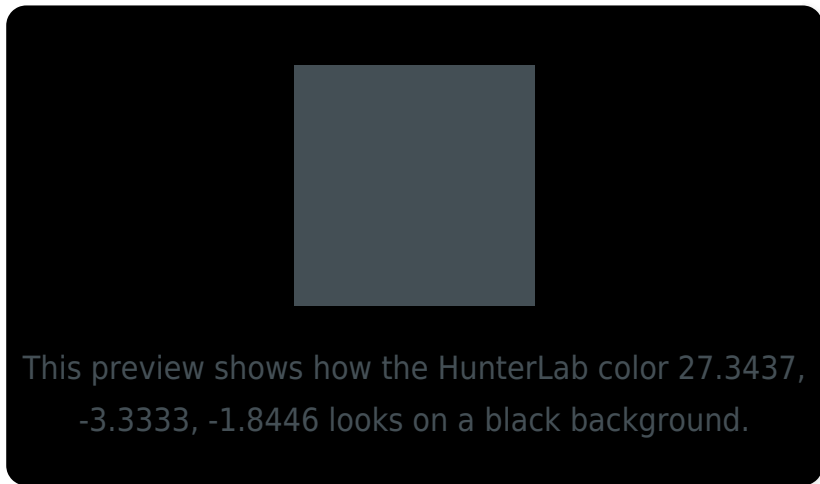 This preview shows how the HunterLab color 27.3437,
-3.3333, -1.8446 looks on a black background.